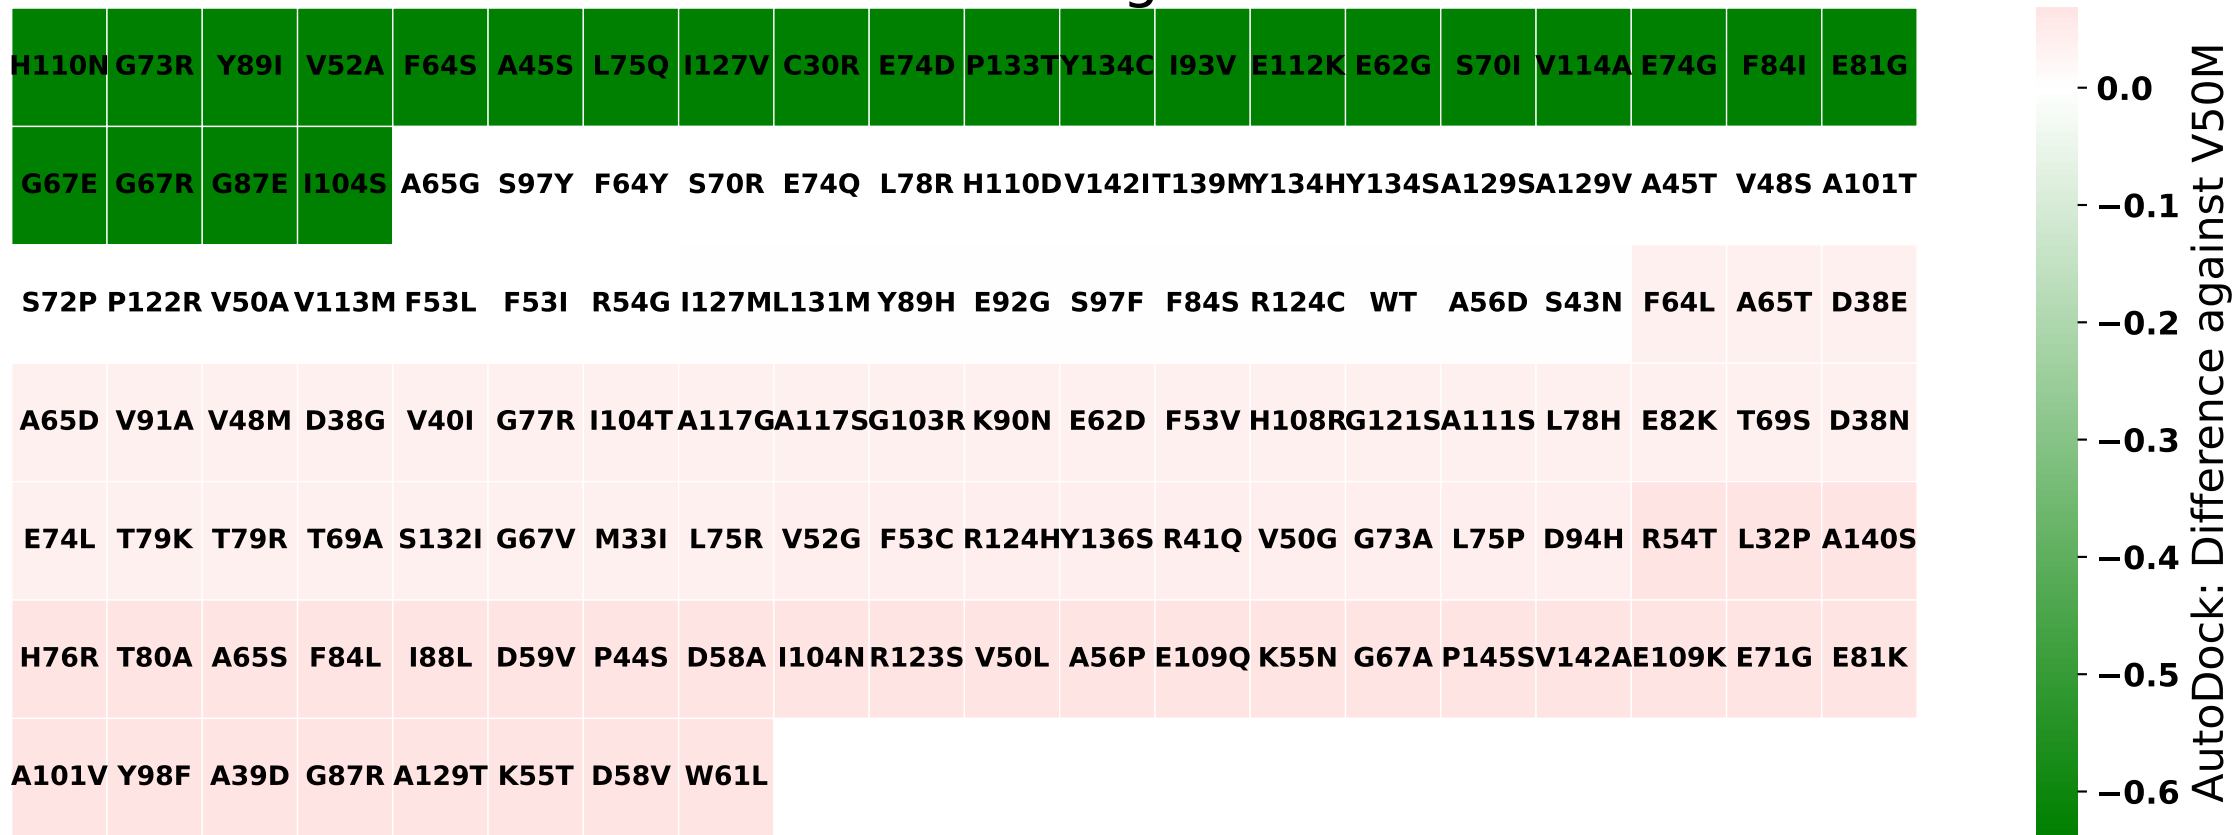 H110N G73R Y89I V52A F64S A45S L75Q I127V C30R E74D P133T Y134C I93V E112K E62G S70I V114A E74G F84I E81G
G67E G67R G87E I104S A65G S97Y F64Y S70R E74Q L78R H110D V142I T139M Y134H Y134S A129S A129V A45T V48S A101T
S72P P122R V50A V113M F53L F53I R54G I127M L131M Y89H E92G S97F F84S R124C WT A56D S43N F64L A65T D38E
A65D V91A V48M D38G V40I G77R I104T A117G A117S G103R K90N E62D F53V H108R G121S A111S L78H E82K T69S D38N
E74L T79K T79R T69A S132I G67V M33I L75R V52G F53C R124H Y136S R41Q V50G G73A L75P D94H R54T L32P A140S
H76R T80A A65S F84L I88L D59V P44S D58A I104N R123S V50L A56P E109Q K55N G67A P145S V142A E109K E71G E81K
A101V Y98F A39D G87R A129T K55T D58V W61L
0.0
−0.1
−0.2
−0.3
−0.4
−0.5
−0.6
AutoDock: Difference against V50M